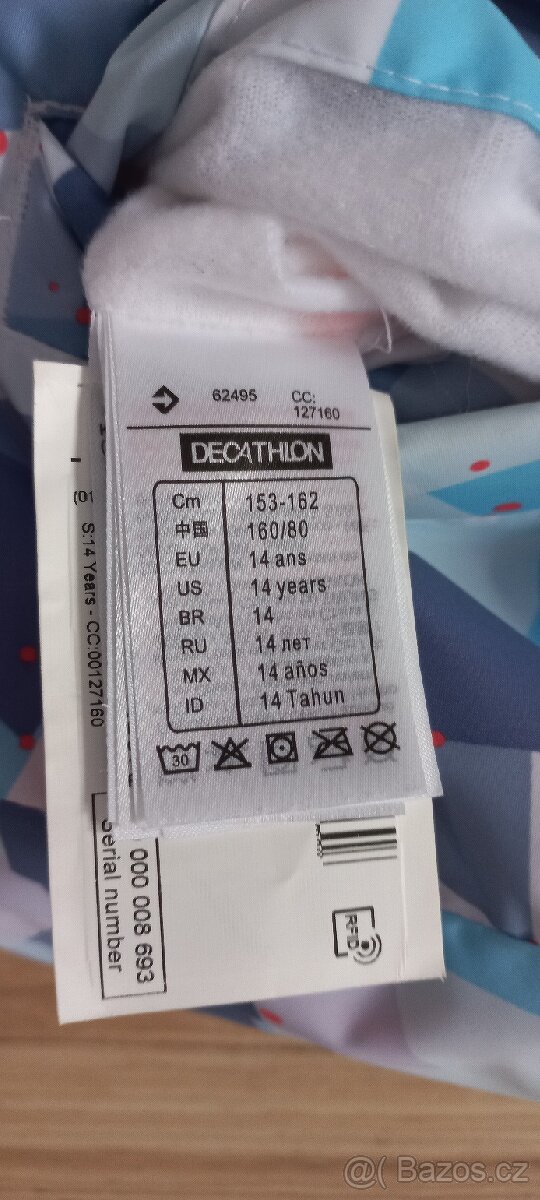 62495
CC:
127160
DECATHLON
Cm 153-162
中国 160/80
EU 14 ans
US 14 years
BR 14
RU 14 лет
MX 14 años
ID 14 Tahun
30
S:14 Years - CC:00127160
000 008 693
Serial number
RFID
@( Bazos.cz